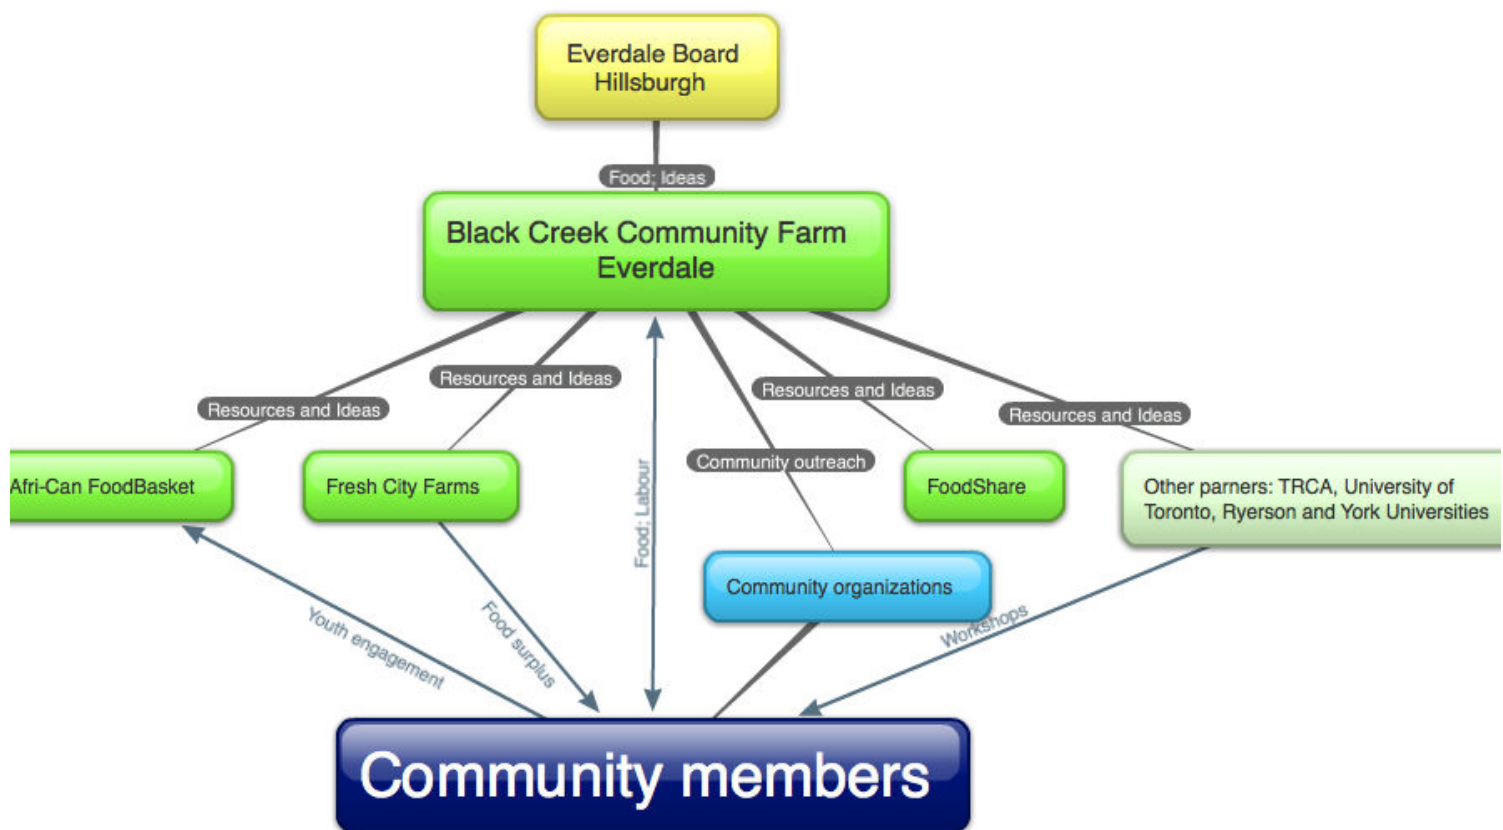 Everdale Board
Hillsburgh
Food; Ideas
Black Creek Community Farm
Everdale
Resources and Ideas
Resources and Ideas
Resources and Ideas
Resources and Ideas
Community outreach
Food; Labour
Afri-Can FoodBasket
Fresh City Farms
FoodShare
Other parners: TRCA, University of
Toronto, Ryerson and York Universities
Community organizations
Youth engagement
Food surplus
Workshops
Community members